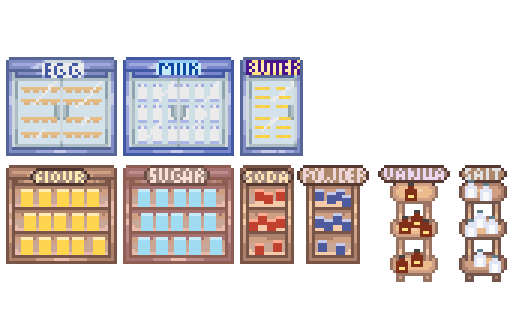 EGG
MILK
BUTTER
FLOUR
SUGAR
SODA
POWDER
VANILLA
SALT